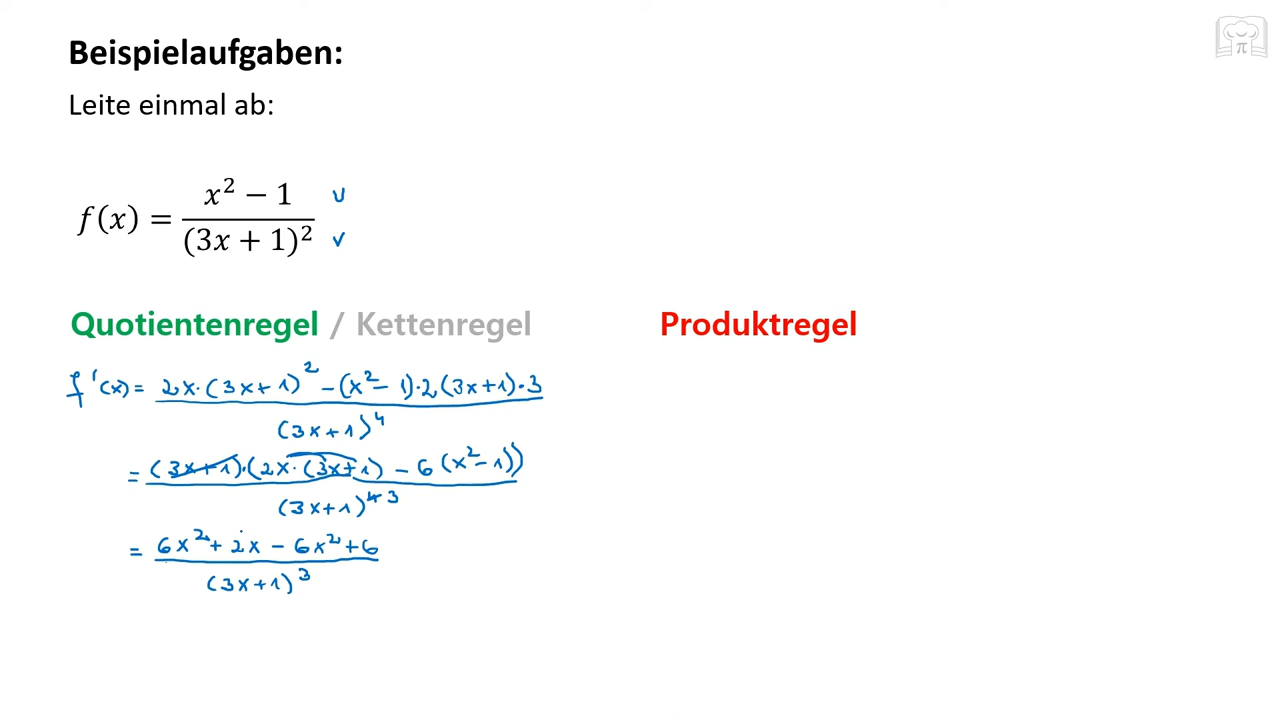 Beispielaufgaben:
Leite einmal ab:
f(x) = (x² − 1) / (3x + 1)²
u
v
Quotientenregel / Kettenregel
Produktregel
f'(x) = (2x·(3x+1)² − (x² − 1)·2(3x+1)·3) / (3x+1)⁴
= ((3x+1)·(2x·(3x+1) − 6(x² − 1))) / (3x+1)⁴ ³
= (6x² + 2x − 6x² + 6) / (3x+1)³
π